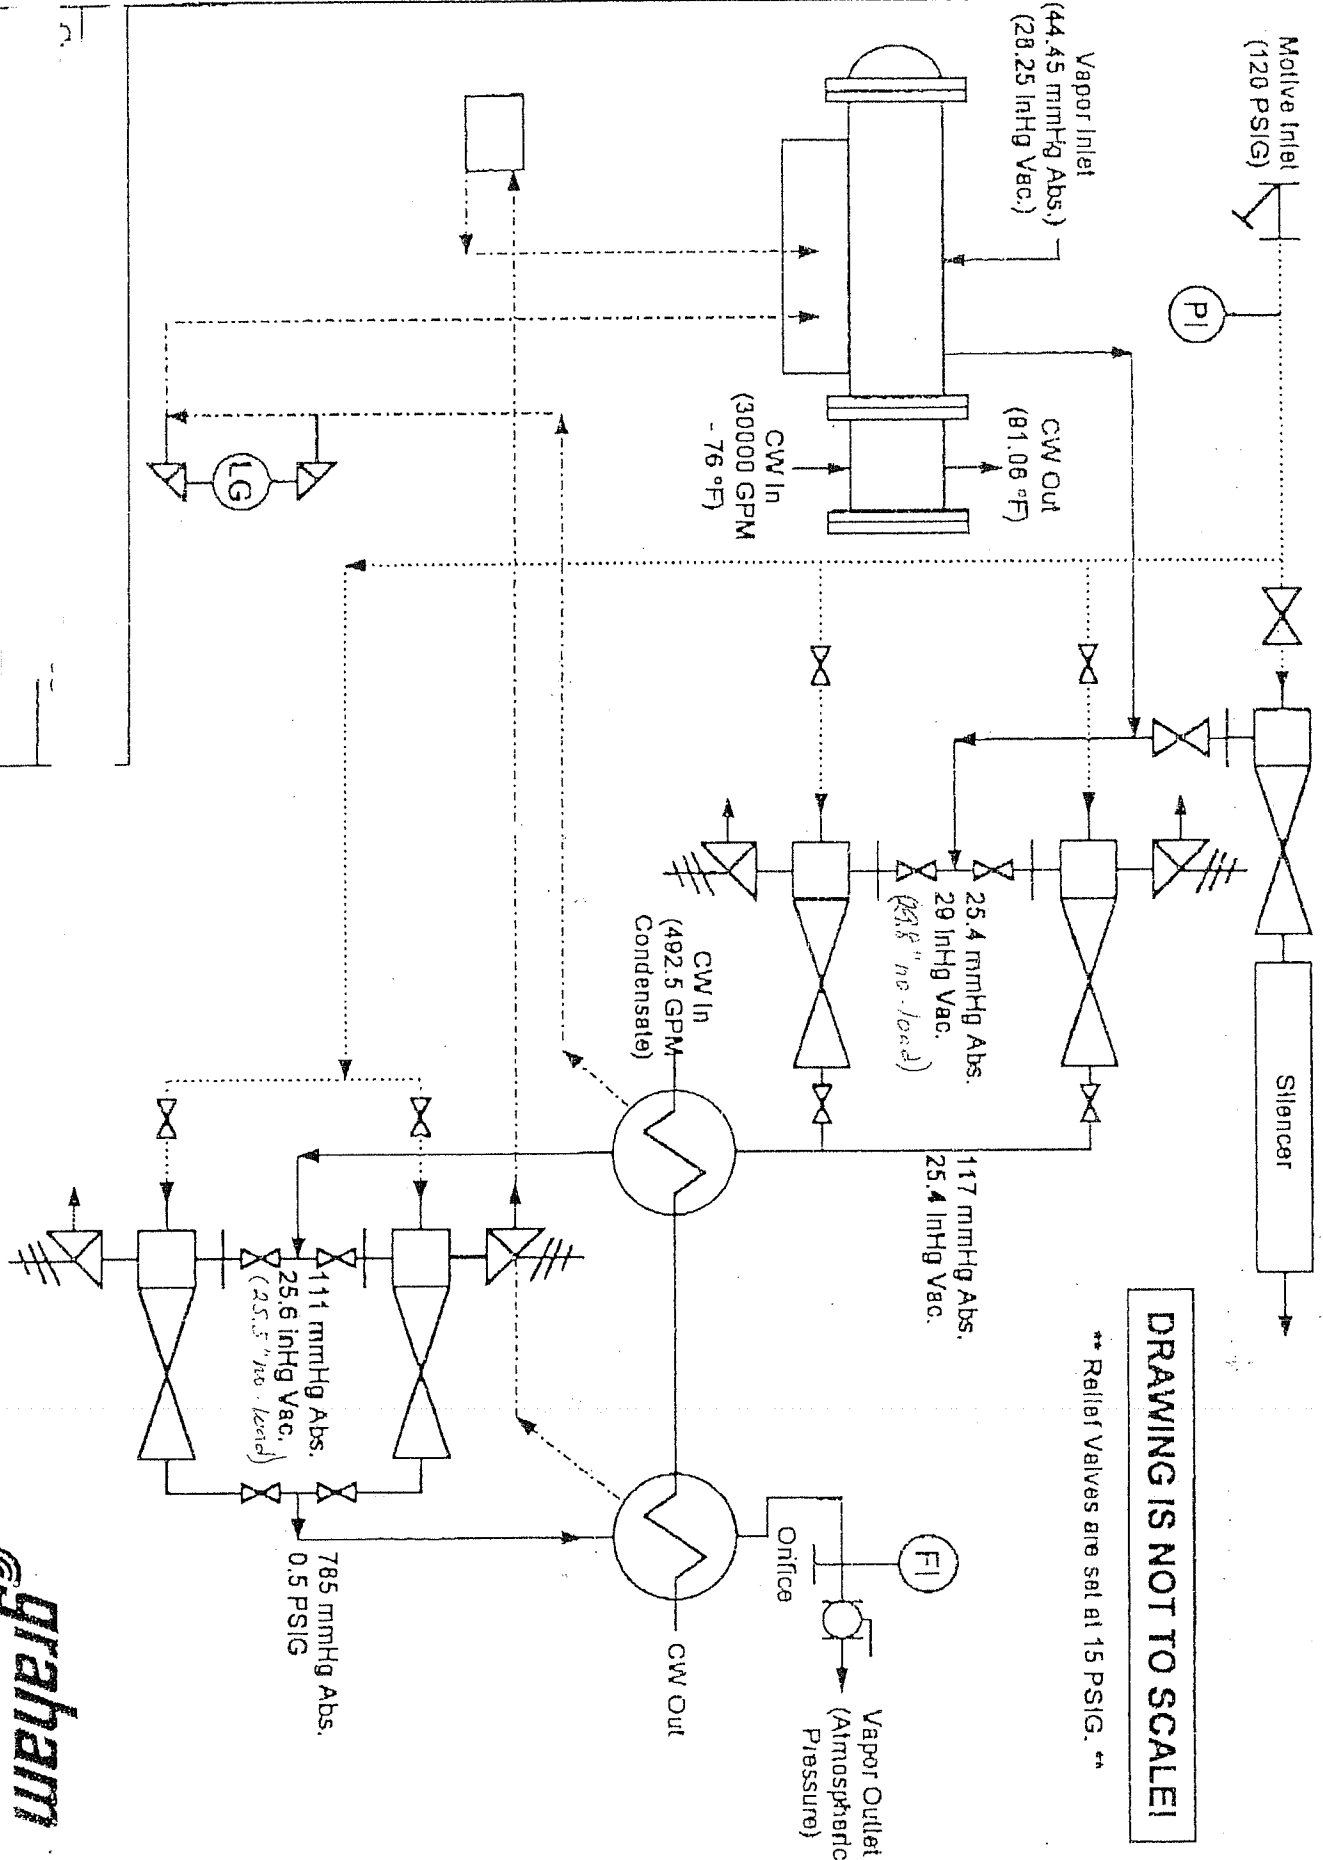 Motive Inlet
(120 PSIG)
PI
Vapor Inlet
(44.45 mmHg Abs.)
(28.25 InHg Vac.)
CW Out
(81.06 °F)
CW In
(30000 GPM
- 76 °F)
LG
Silencer
25.4 mmHg Abs.
29 InHg Vac.
(29.8" no-load)
117 mmHg Abs.
25.4 InHg Vac.
CW In
(492.5 GPM
Condensate)
111 mmHg Abs.
25.6 inHg Vac.
(25.5" no-load)
785 mmHg Abs.
0.5 PSIG
CW Out
Orifice
FI
Vapor Outlet
(Atmospheric
Pressure)
DRAWING IS NOT TO SCALE!
** Relief Valves are set at 15 PSIG. **
graham